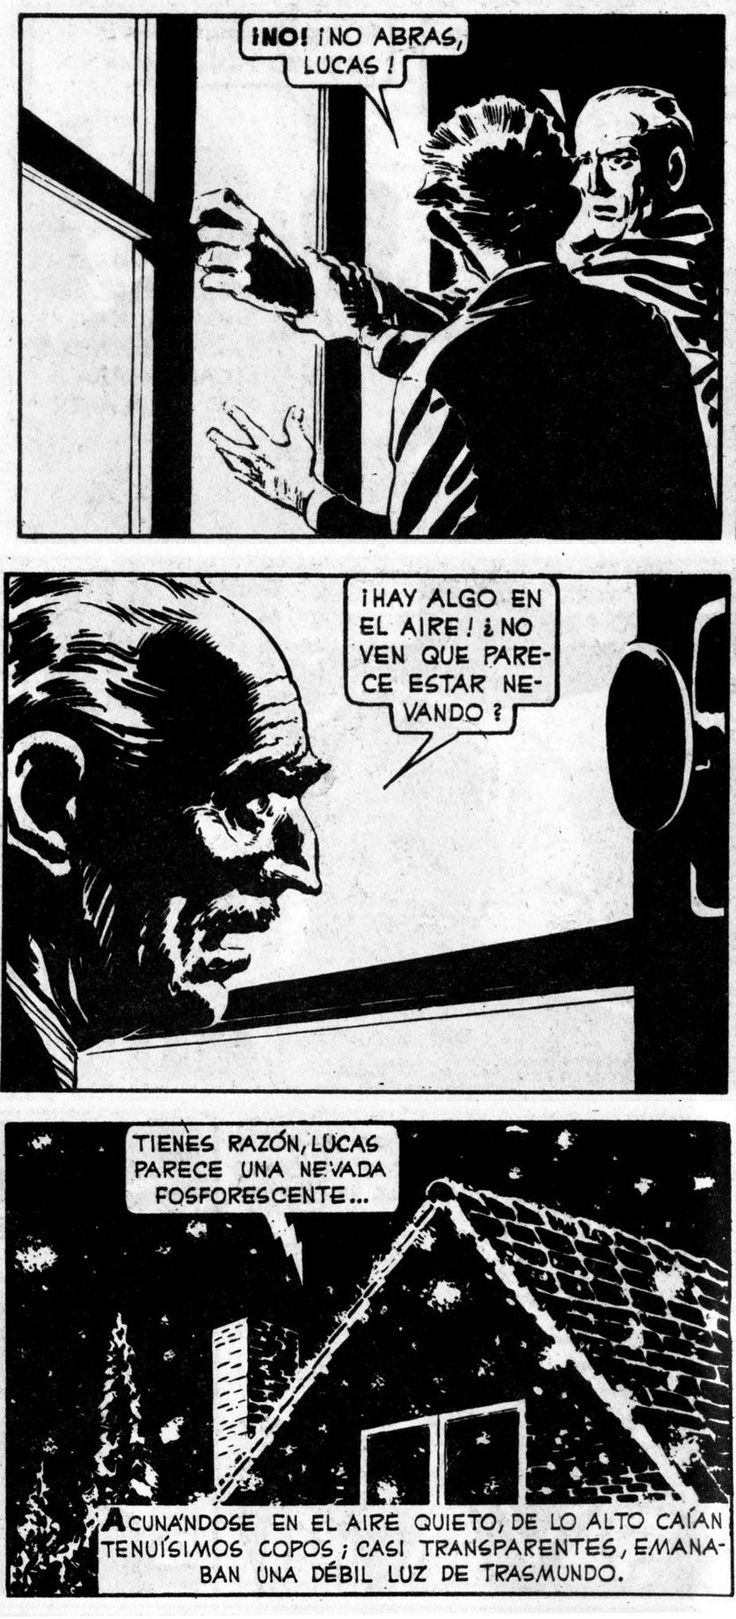 ¡NO! ¡NO ABRAS,
LUCAS!
¡HAY ALGO EN
EL AIRE! ¿NO
VEN QUE PARE-
CE ESTAR NE-
VANDO?
TIENES RAZÓN, LUCAS
PARECE UNA NEVADA
FOSFORESCENTE...
ACUNÁNDOSE EN EL AIRE QUIETO, DE LO ALTO CAÍAN
TENUÍSIMOS COPOS; CASI TRANSPARENTES, EMANA-
BAN UNA DÉBIL LUZ DE TRASMUNDO.